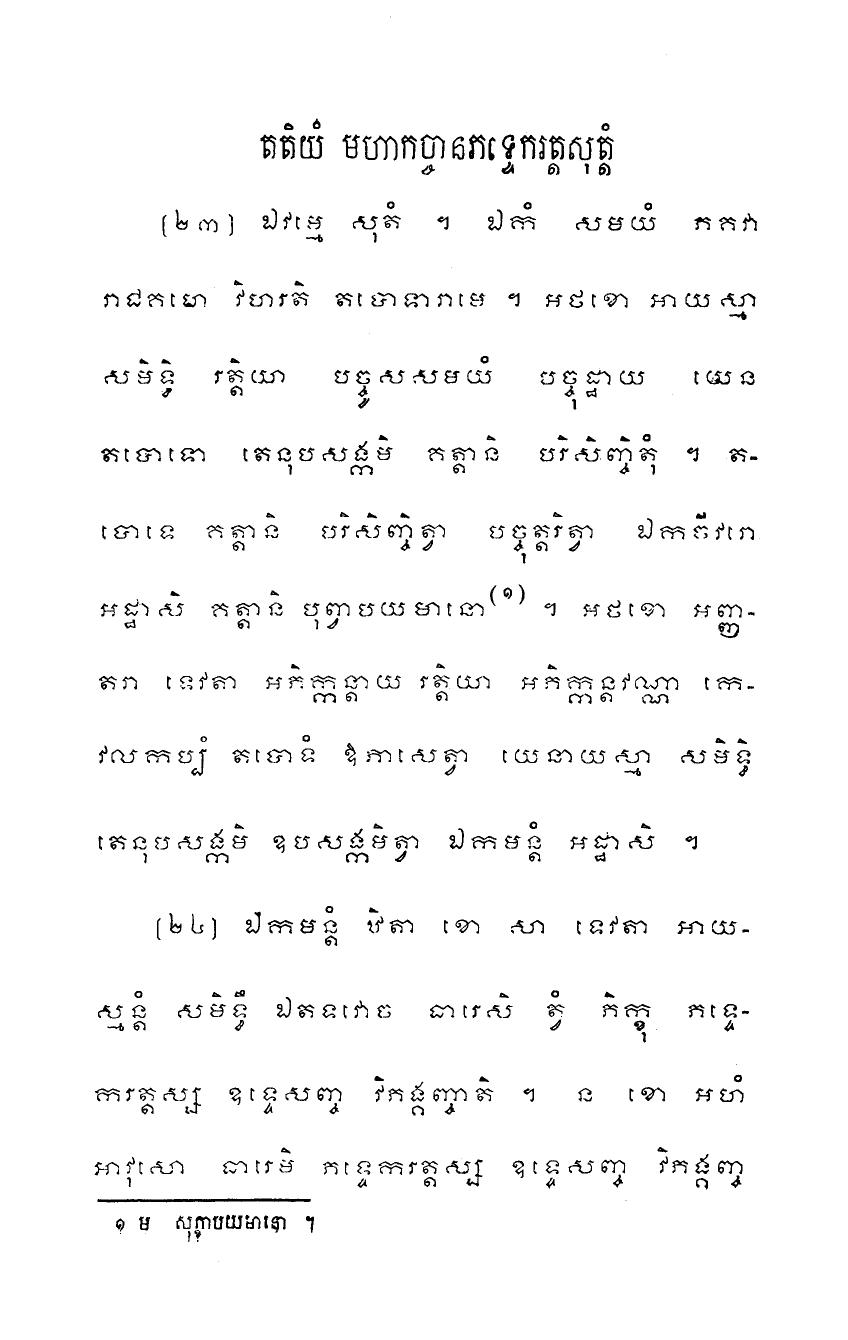 តតិយំ មហាកច្ចានភទ្ទេករត្តសុត្តំ
(២៣) ឯវម្មេ សុតំ ។ ឯកំ សមយំ ភគវា
រាជគហេ វិហរតិ តបោទារាមេ ។ អថខោ អាយស្មា
សមិទ្ធិ រត្តិយា បច្ចូសសមយំ បច្ចុដ្ឋាយ យេន
តបោទោ តេនុបសង្កមិ គត្តានិ បរិសិញ្ចិតុំ ។ ត-
បោទេ គត្តានិ បរិសិញ្ចិត្វា បច្ចុត្តរិត្វា ឯកចីវរោ
អដ្ឋាសិ គត្តានិ បុព្វាបយមានោ(១) ។ អថខោ អញ្ញ-
តរា ទេវតា អភិក្កន្តាយ រត្តិយា អភិក្កន្តវណ្ណា កេ-
វលកប្បំ តបោទំ ឱភាសេត្វា យេនាយស្មា សមិទ្ធិ
តេនុបសង្កមិ ឧបសង្កមិត្វា ឯកមន្តំ អដ្ឋាសិ ។
(២៤) ឯកមន្តំ ឋិតា ខោ សា ទេវតា អាយ-
ស្មន្តំ សមិទ្ធឹ ឯតទវោច ធារេសិ ត្វំ ភិក្ខុ ភទ្ទេ-
ករត្តស្ស ឧទ្ទេសញ្ច វិភង្គញ្ចាតិ ។ ន ខោ អហំ
អាវុសោ ធារេមិ ភទ្ទេករត្តស្ស ឧទ្ទេសញ្ច វិភង្គញ្ច
១ ម សុក្ខាបយមានោ ។